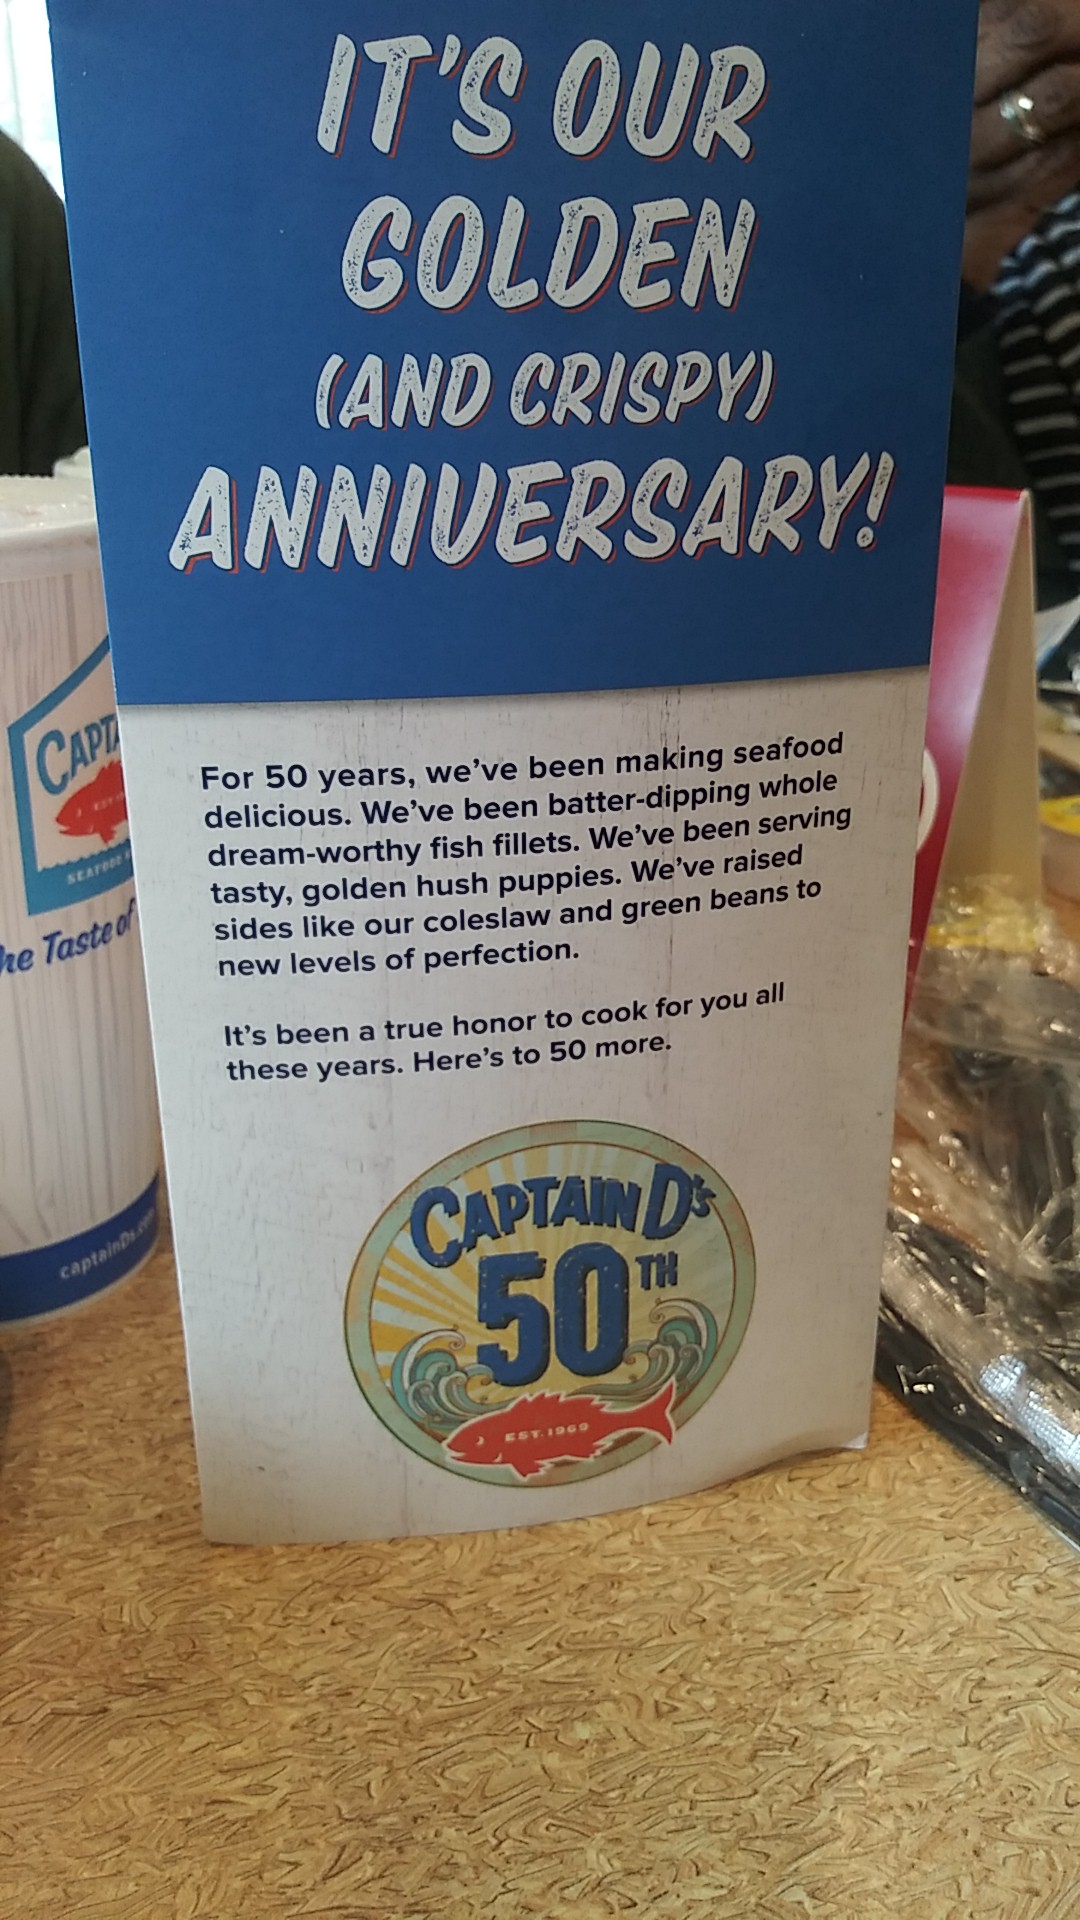 IT'S OUR
GOLDEN
(AND CRISPY)
ANNIVERSARY!
For 50 years, we've been making seafood
delicious. We've been batter-dipping whole
dream-worthy fish fillets. We've been serving
tasty, golden hush puppies. We've raised
sides like our coleslaw and green beans to
new levels of perfection.
It's been a true honor to cook for you all
these years. Here's to 50 more.
CAPTAIN D's
50TH
EST. 1969
CAPTA
SEAFOOD
he Taste of
captainDs.co